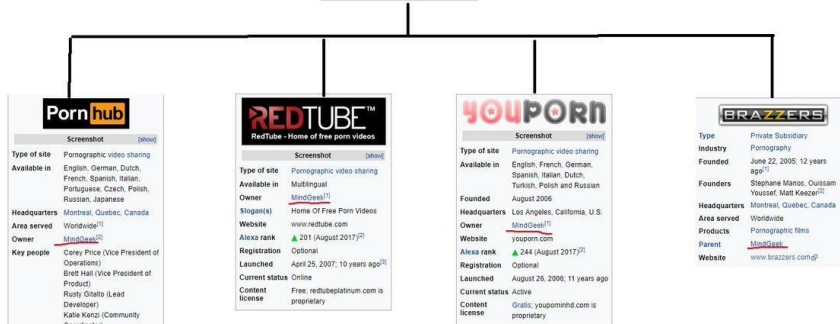 Porn hub
Screenshot [show]
Type of site Pornographic video sharing
Available in English, German, Dutch,
French, Spanish, Italian,
Portuguese, Czech, Polish,
Russian, Japanese
Headquarters Montreal, Quebec, Canada
Area served Worldwide[1]
Owner MindGeek[2]
Key people Corey Price (Vice President of
Operations)
Brett Hall (Vice President of
Product)
Rusty Gitalto (Lead
Developer)
Katie Kenzi (Community
REDTUBE™
RedTube - Home of free porn videos
Screenshot [show]
Type of site Pornographic video sharing
Available in Multilingual
Owner MindGeek[1]
Slogan(s) Home Of Free Porn Videos
Website www.redtube.com
Alexa rank ▲ 201 (August 2017)[2]
Registration Optional
Launched April 25, 2007; 10 years ago[3]
Current status Online
Content Free; redtubeplatinum.com is
license proprietary
YOUPORN
Screenshot [show]
Type of site Pornographic video sharing
Available in English, French, German,
Spanish, Italian, Dutch,
Turkish, Polish and Russian
Founded August 2006
Headquarters Los Angeles, California, U.S.
Owner MindGeek[1]
Website youporn.com
Alexa rank ▲ 244 (August 2017)[2]
Registration Optional
Launched August 26, 2006; 11 years ago
Current status Active
Content Gratis; youporninhd.com is
license proprietary
BRAZZERS
Type Private Subsidiary
Industry Pornography
Founded June 22, 2005; 12 years
ago[1]
Founders Stephane Manos, Ouissam
Youssef, Matt Keezer[2]
Headquarters Montreal, Quebec, Canada
Area served Worldwide
Products Pornographic films
Parent MindGeek
Website www.brazzers.com